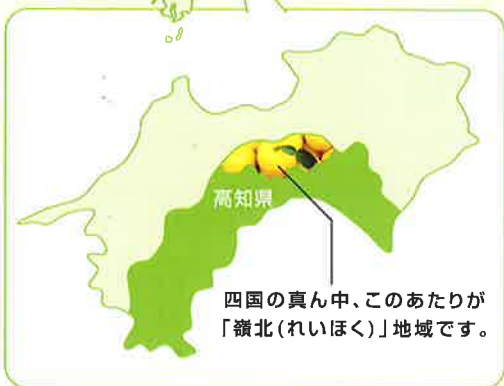 高知県
四国の真ん中、このあたりが
「嶺北(れいほく)」地域です。